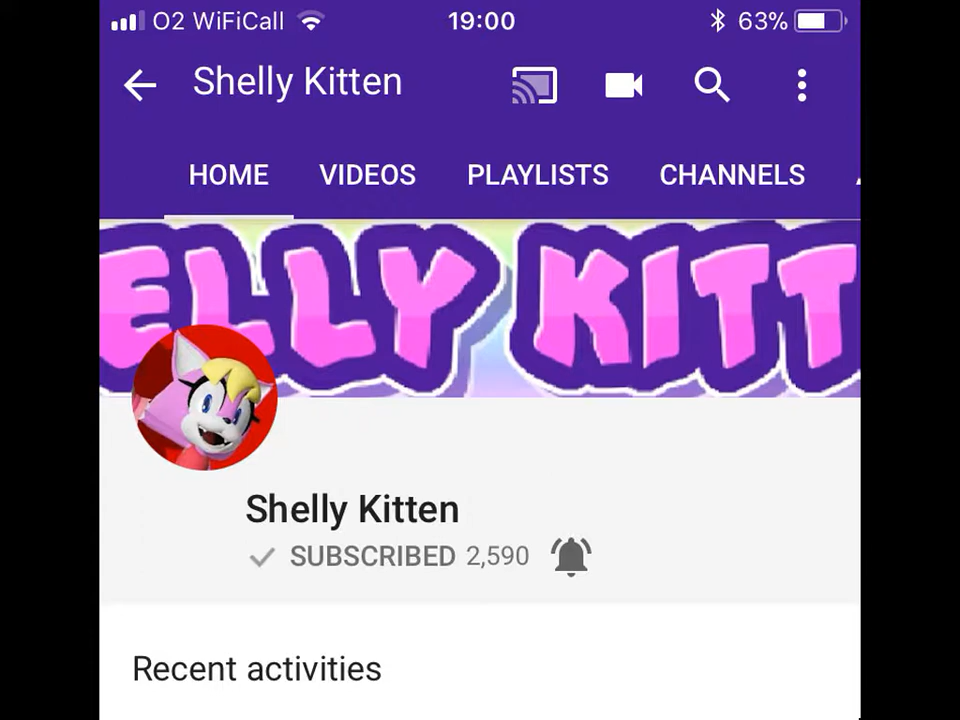 O2 WiFiCall 19:00 63%
Shelly Kitten
HOME VIDEOS PLAYLISTS CHANNELS
ELLY KITT
Shelly Kitten
SUBSCRIBED 2,590
Recent activities